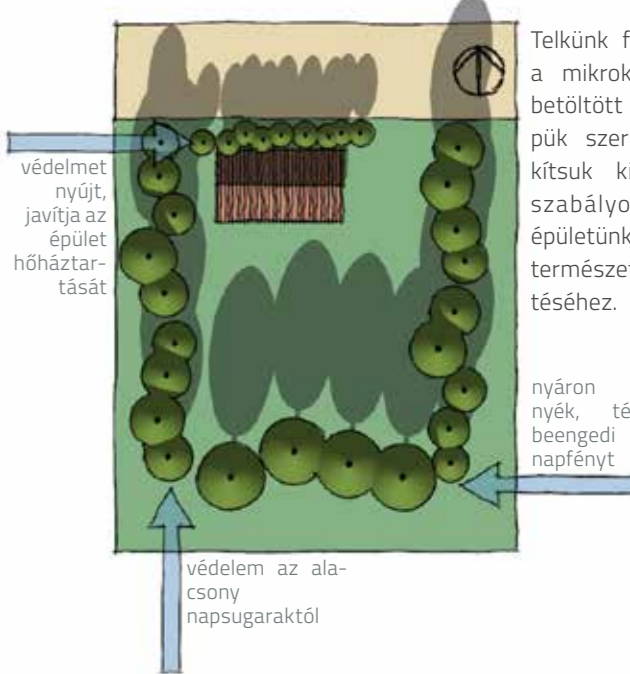 Telkünk f
a mikrok
betöltött
pük szer
kítsuk ki
szabályo
épületünk
természet
téséhez.
védelmet
nyújt,
javítja az
épület
hőháztar-
tását
nyáron
nyék, té
beengedi
napfényt
védelem az ala-
csony
napsugaraktól